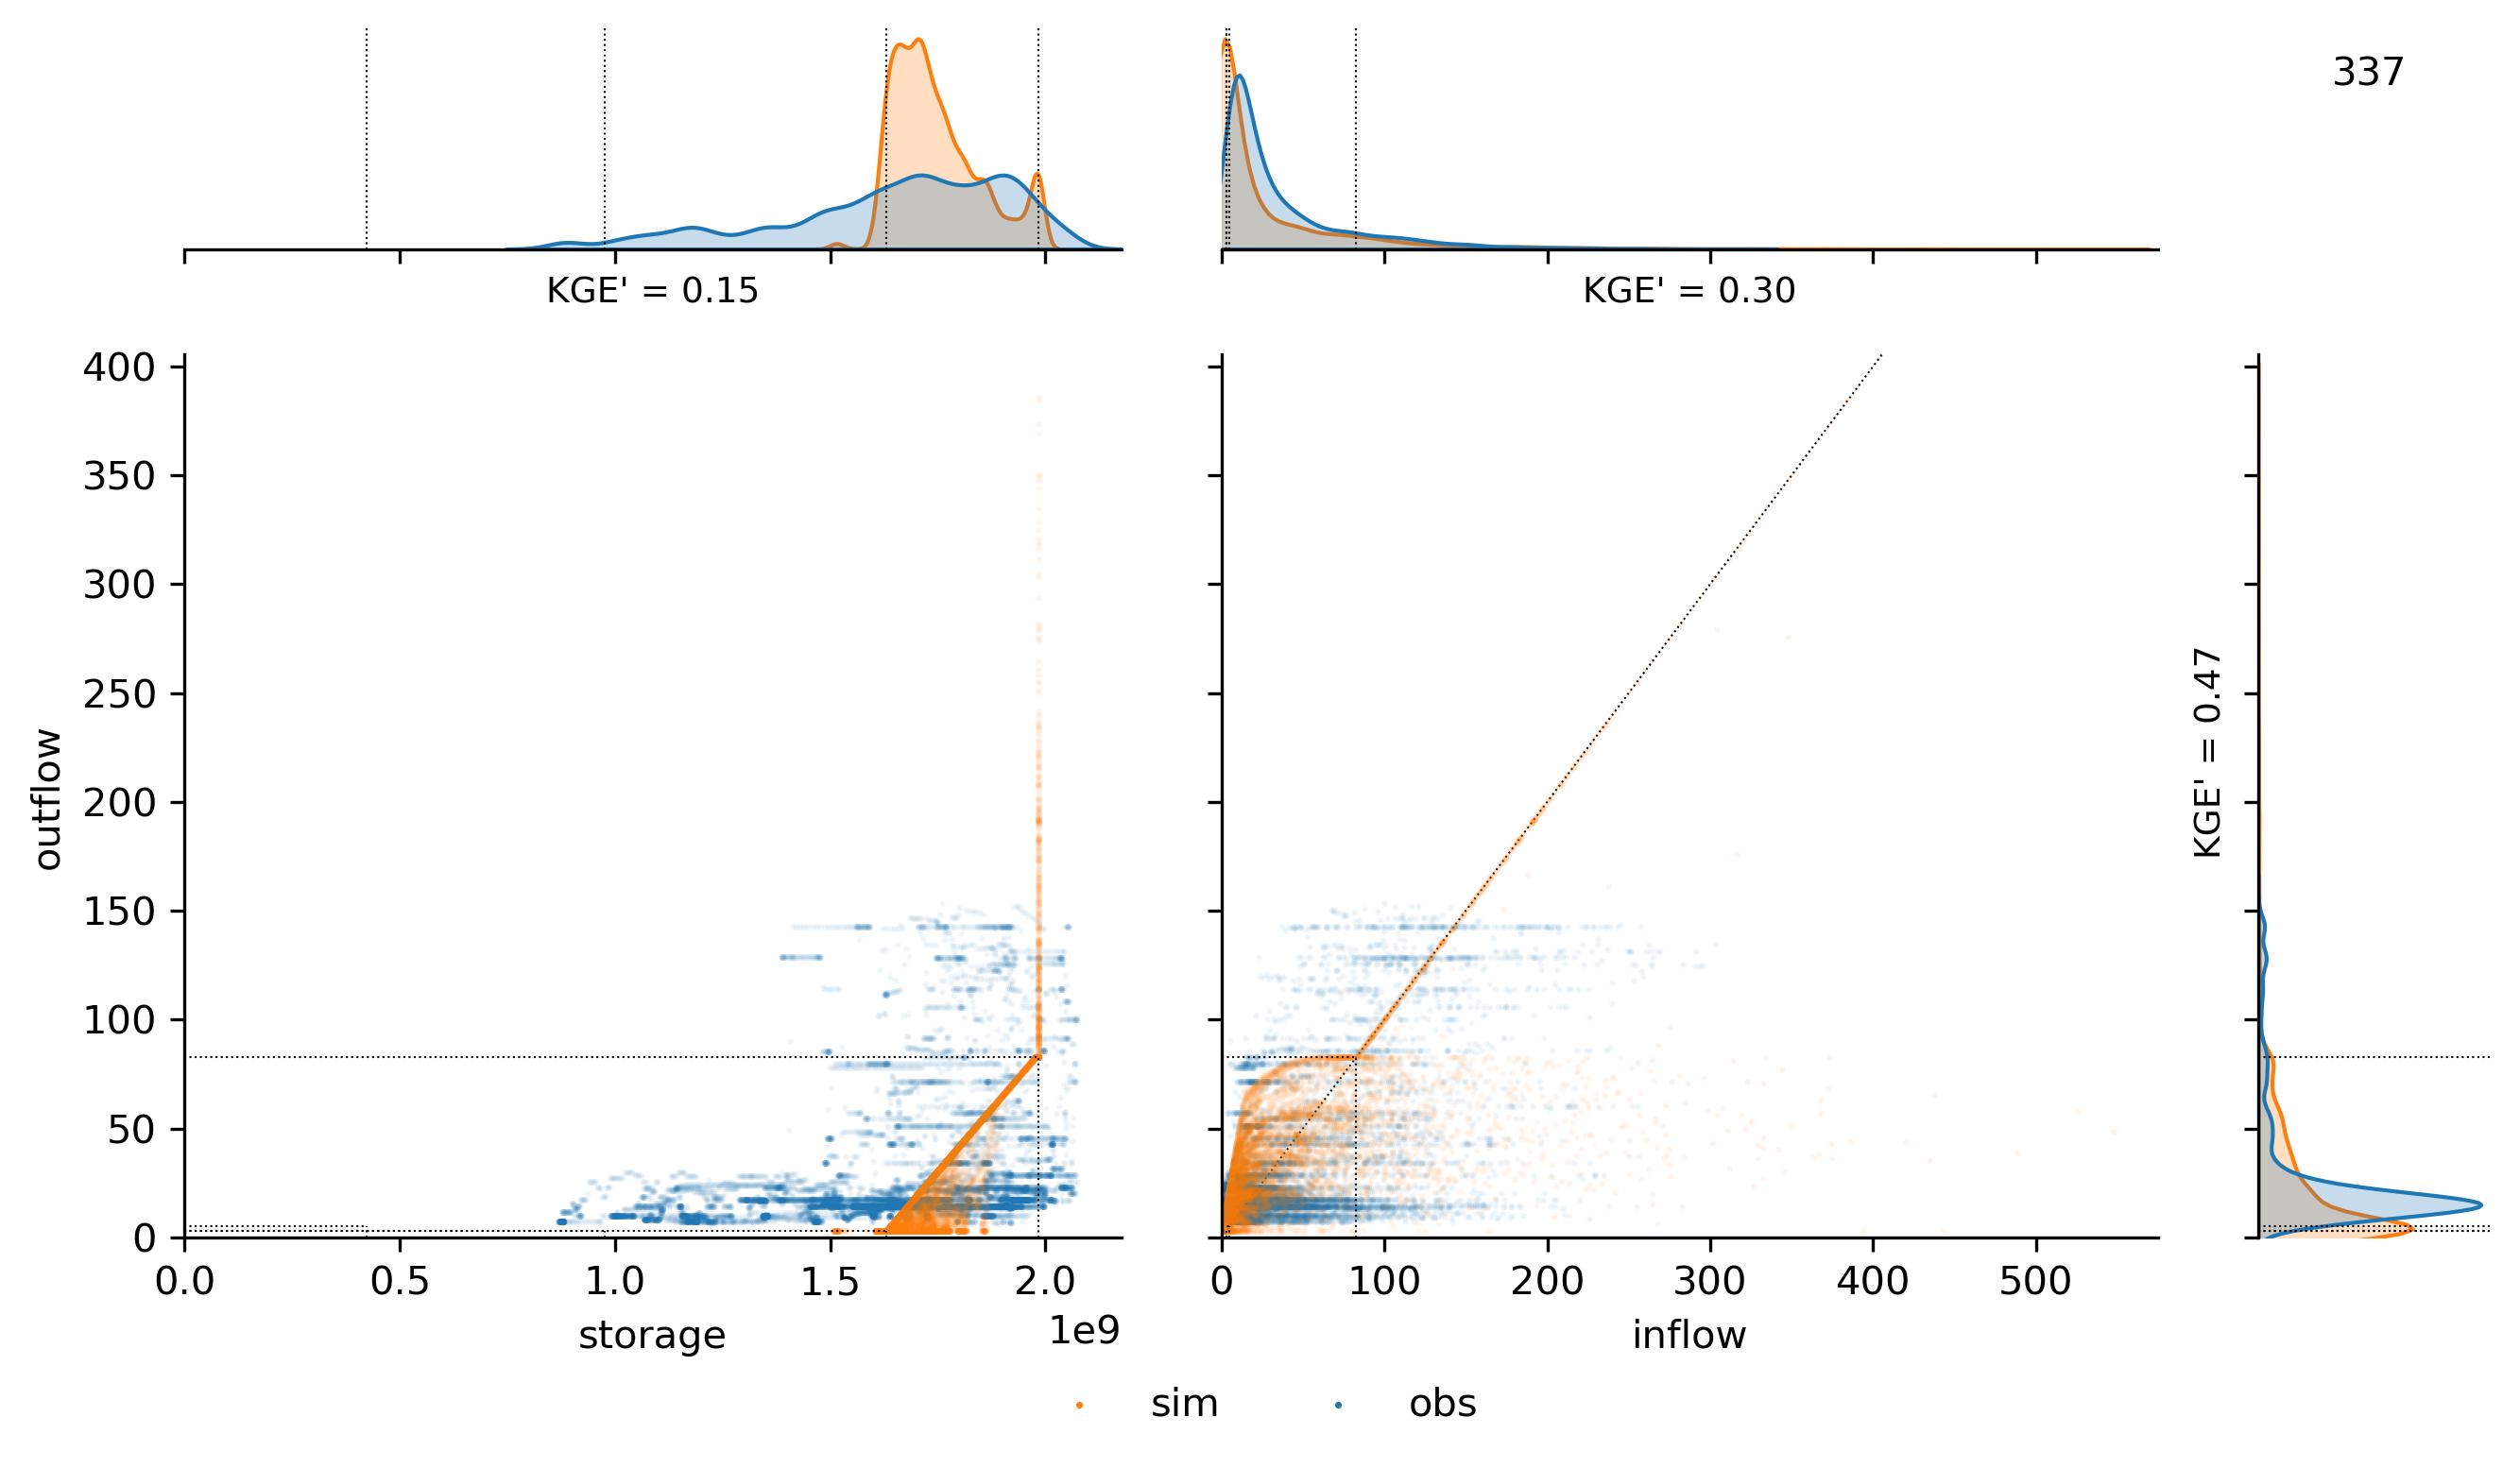 337
KGE' = 0.15
KGE' = 0.30
400
350
300
250
200
150
100
50
0
outflow
KGE' = 0.47
0.0 0.5 1.0 1.5 2.0
1e9
storage
0 100 200 300 400 500
inflow
sim obs